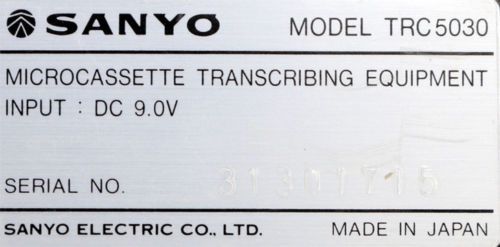 SANYO MODEL TRC5030
MICROCASSETTE TRANSCRIBING EQUIPMENT
INPUT : DC 9.0V
SERIAL NO. 31301715
SANYO ELECTRIC CO., LTD. MADE IN JAPAN